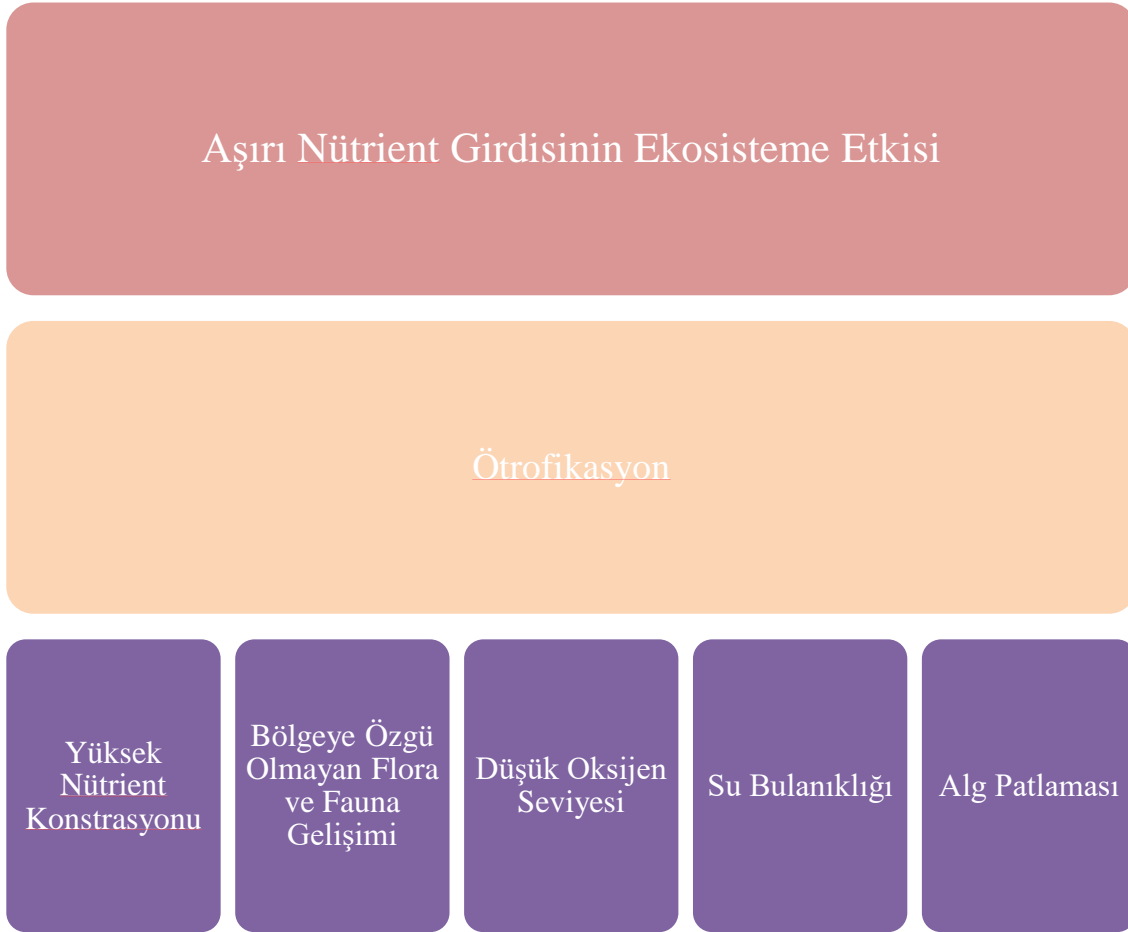 Aşırı Nütrient Girdisinin Ekosisteme Etkisi
Ötrofikasyon
Yüksek
Nütrient
Konstrasyonu
Bölgeye Özgü
Olmayan Flora
ve Fauna
Gelişimi
Düşük Oksijen
Seviyesi
Su Bulanıklığı
Alg Patlaması